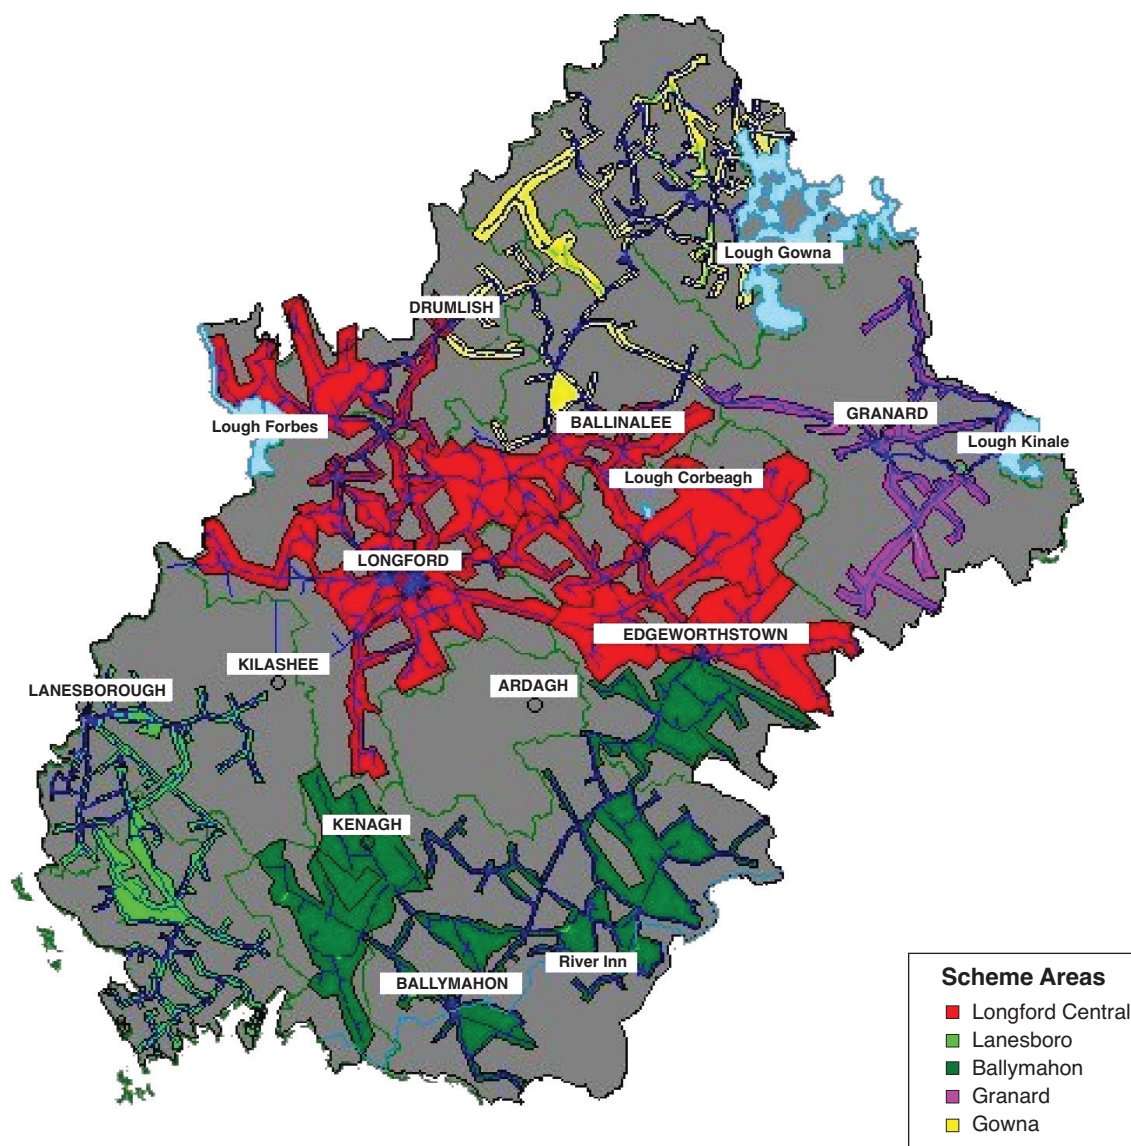 Lough Gowna
DRUMLISH
Lough Forbes
BALLINALEE
GRANARD
Lough Kinale
Lough Corbeagh
LONGFORD
EDGEWORTHSTOWN
KILASHEE
LANESBOROUGH
ARDAGH
KENAGH
River Inn
BALLYMAHON
Scheme Areas
Longford Central
Lanesboro
Ballymahon
Granard
Gowna